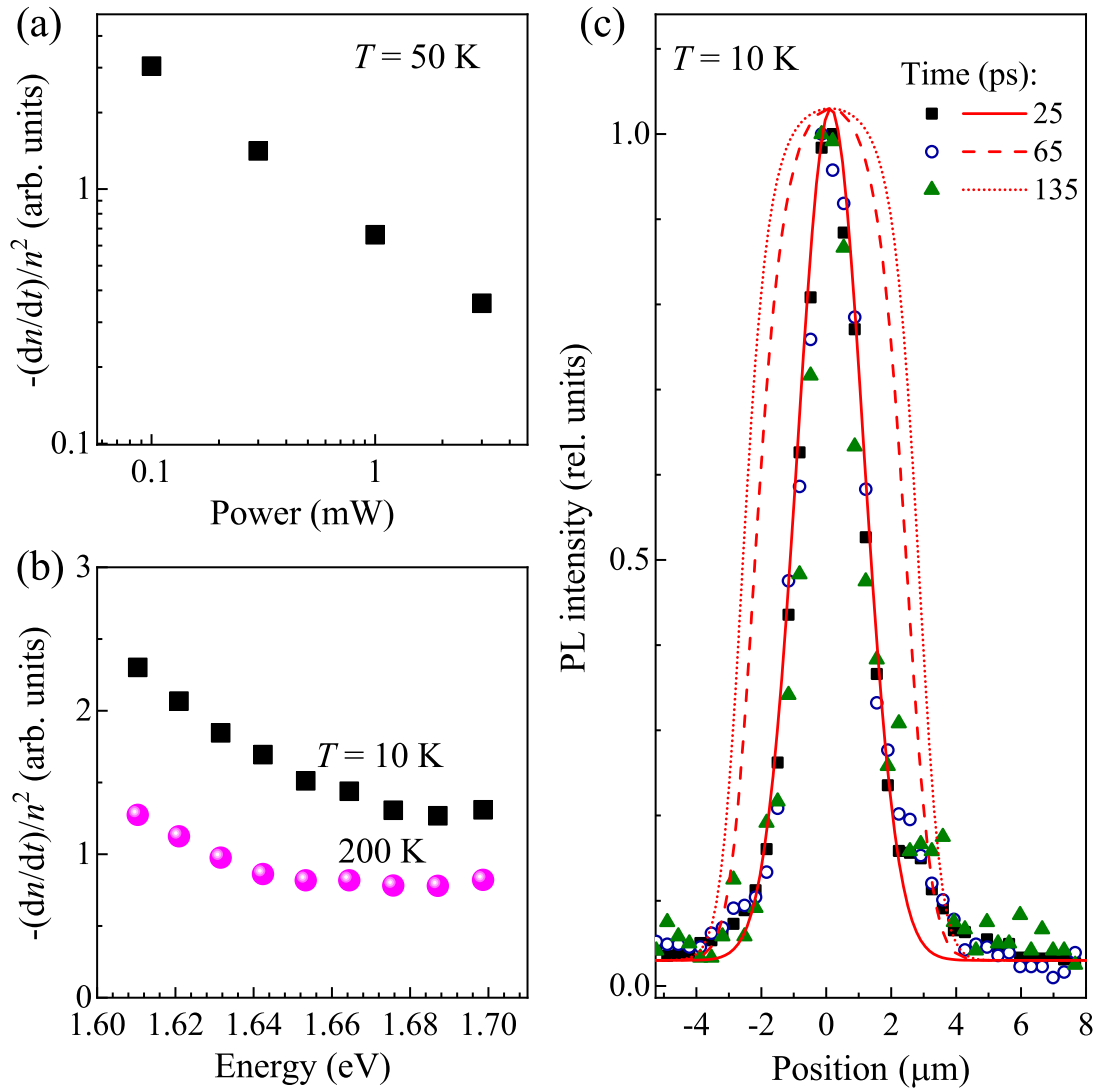 (a)
T = 50 K
-(dn/dt)/n² (arb. units)
1
0.1
0.1
1
Power (mW)
(b)
3
2
1
0
-(dn/dt)/n² (arb. units)
T = 10 K
200 K
1.60
1.62
1.64
1.66
1.68
1.70
Energy (eV)
(c)
T = 10 K
Time (ps):
25
65
135
1.0
0.5
0.0
PL intensity (rel. units)
-4
-2
0
2
4
6
8
Position (μm)